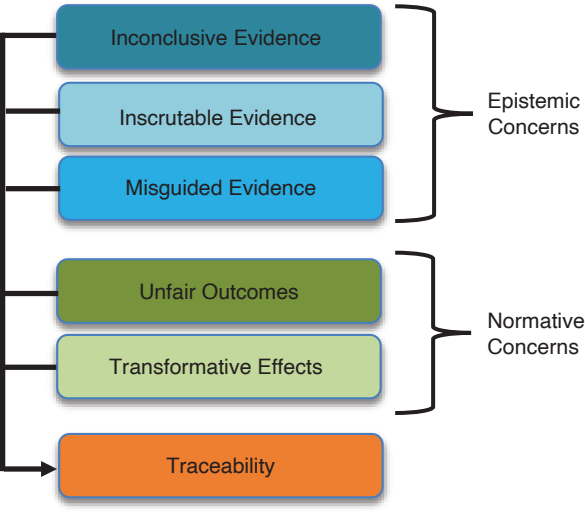 Inconclusive Evidence
Inscrutable Evidence
Misguided Evidence
Epistemic
Concerns
Unfair Outcomes
Transformative Effects
Normative
Concerns
Traceability